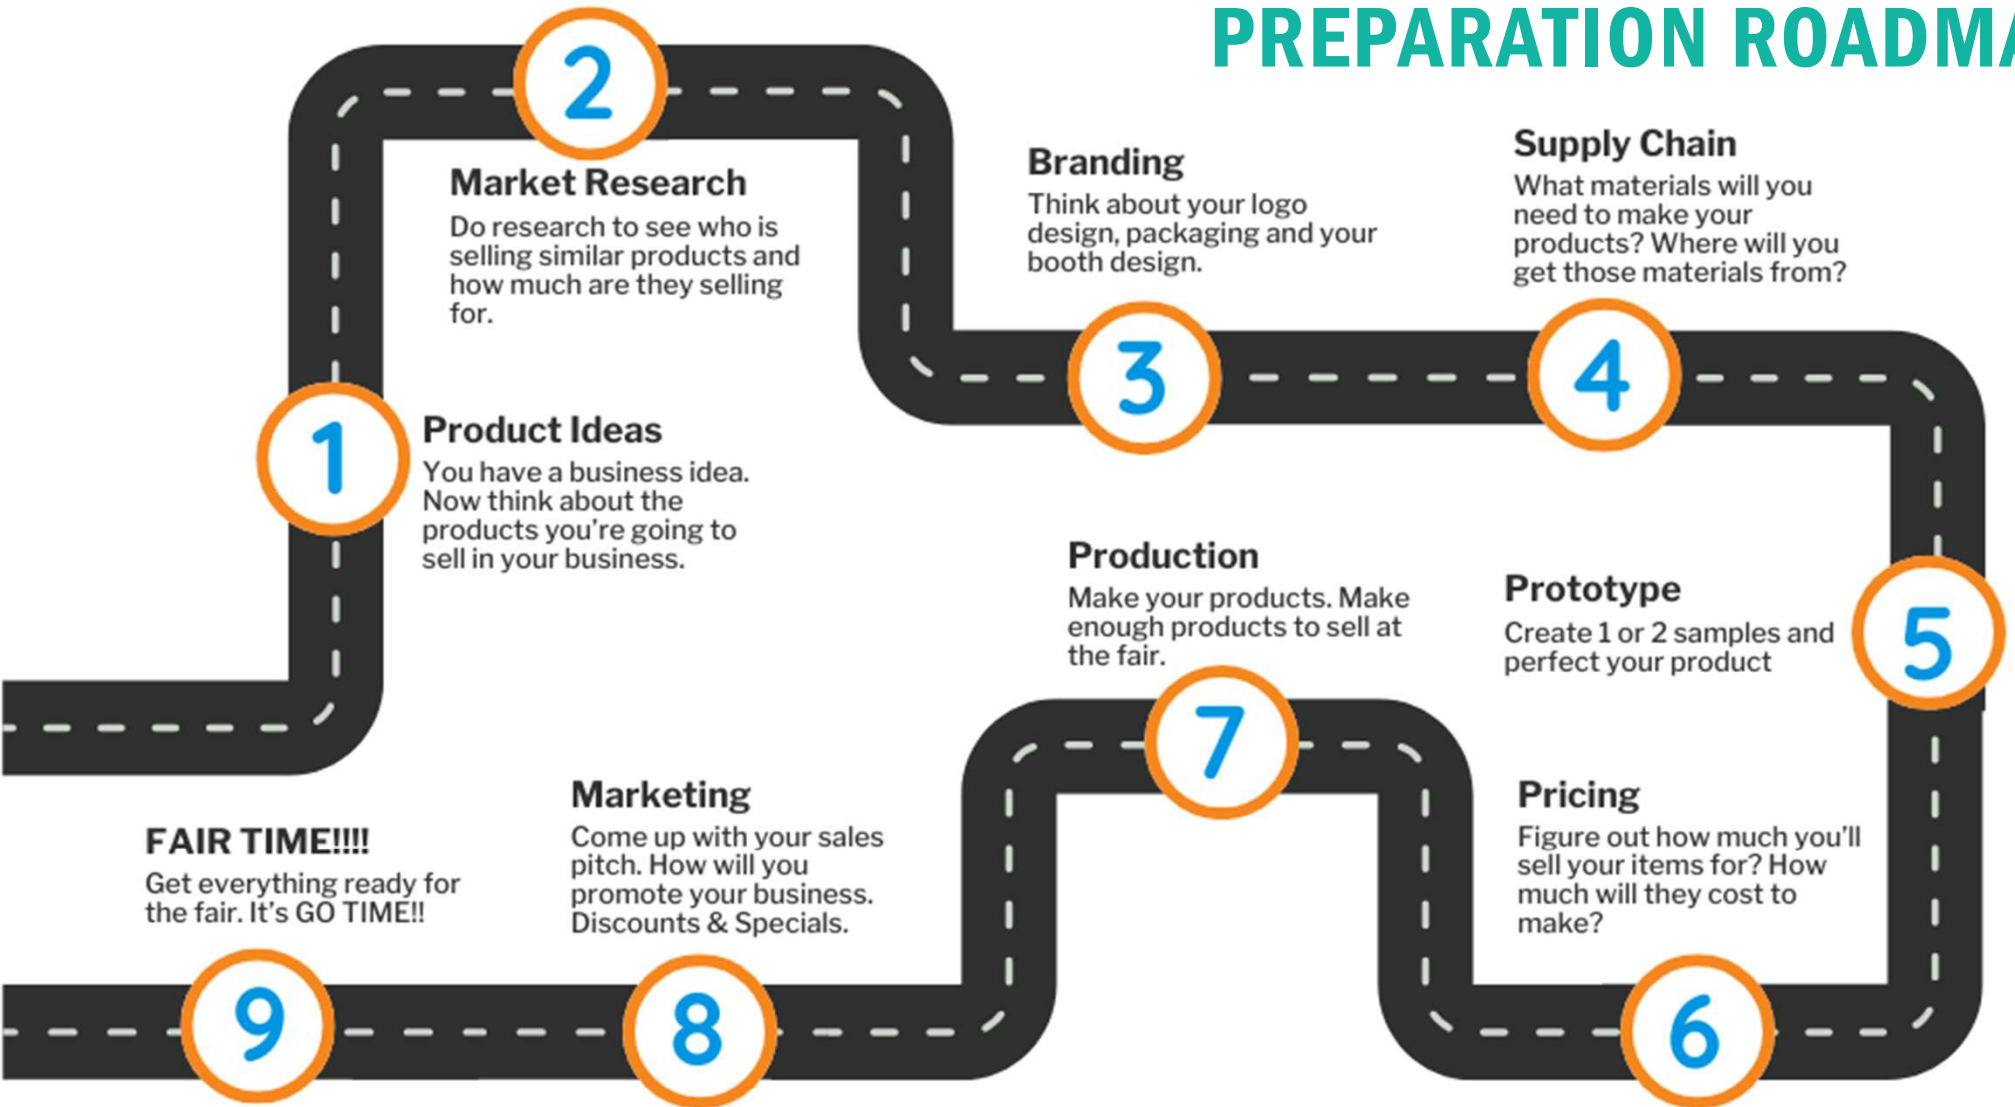 PREPARATION ROADMA
1
Product Ideas
You have a business idea.
Now think about the
products you're going to
sell in your business.
2
Market Research
Do research to see who is
selling similar products and
how much are they selling
for.
3
Branding
Think about your logo
design, packaging and your
booth design.
4
Supply Chain
What materials will you
need to make your
products? Where will you
get those materials from?
5
Prototype
Create 1 or 2 samples and
perfect your product
6
Pricing
Figure out how much you'll
sell your items for? How
much will they cost to
make?
7
Production
Make your products. Make
enough products to sell at
the fair.
8
Marketing
Come up with your sales
pitch. How will you
promote your business.
Discounts & Specials.
9
FAIR TIME!!!!
Get everything ready for
the fair. It's GO TIME!!